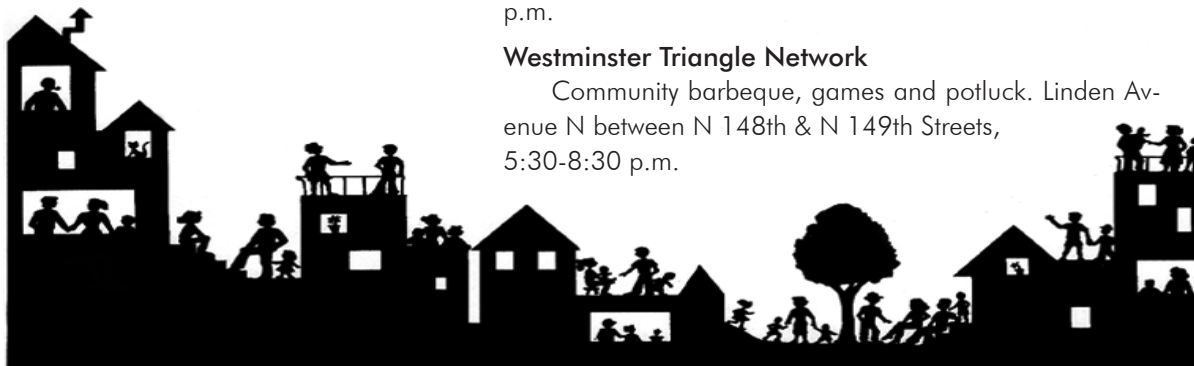 p.m.
Westminster Triangle Network
Community barbeque, games and potluck. Linden Av-
enue N between N 148th & N 149th Streets,
5:30-8:30 p.m.